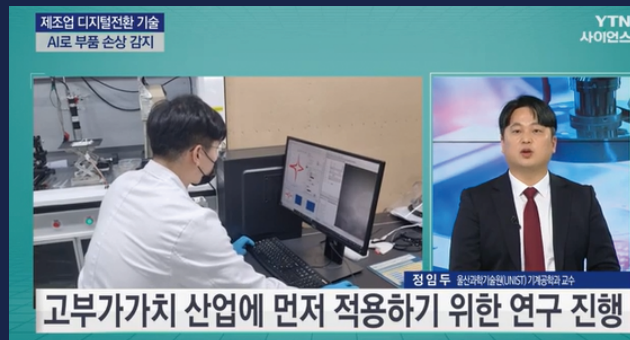 제조업 디지털전환 기술
AI로 부품 손상 감지
YTN
사이언스
정임두 울산과학기술원(UNIST) 기계공학과 교수
고부가가치 산업에 먼저 적용하기 위한 연구 진행